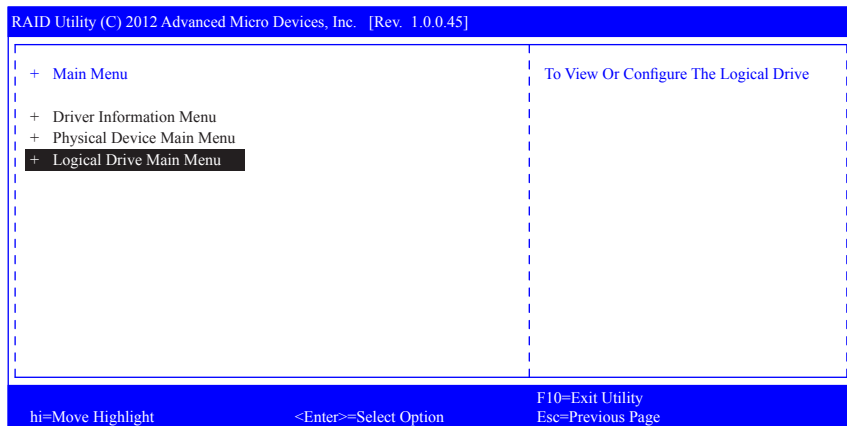 RAID Utility (C) 2012 Advanced Micro Devices, Inc. [Rev. 1.0.0.45]
+ Main Menu
+ Driver Information Menu
+ Physical Device Main Menu
+ Logical Drive Main Menu
To View Or Configure The Logical Drive
hi=Move Highlight
<Enter>=Select Option
F10=Exit Utility
Esc=Previous Page